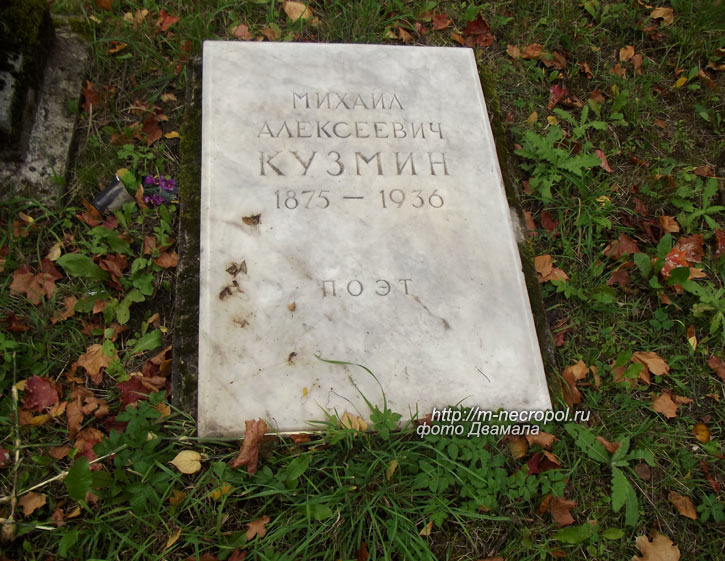 МИХАИЛ
АЛЕКСЕЕВИЧ
КУЗМИН
1875 — 1936
ПОЭТ
http://m-necropol.ru
фото Двамала